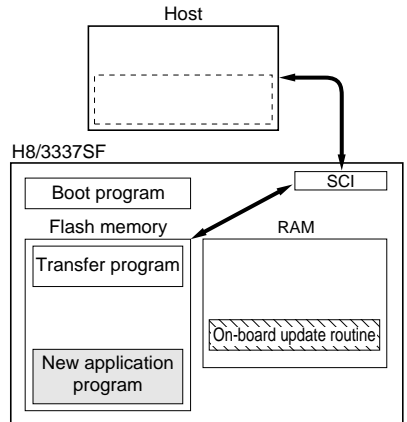 Host
H8/3337SF
SCI
Boot program
Flash memory
RAM
Transfer program
On-board update routine
New application
program